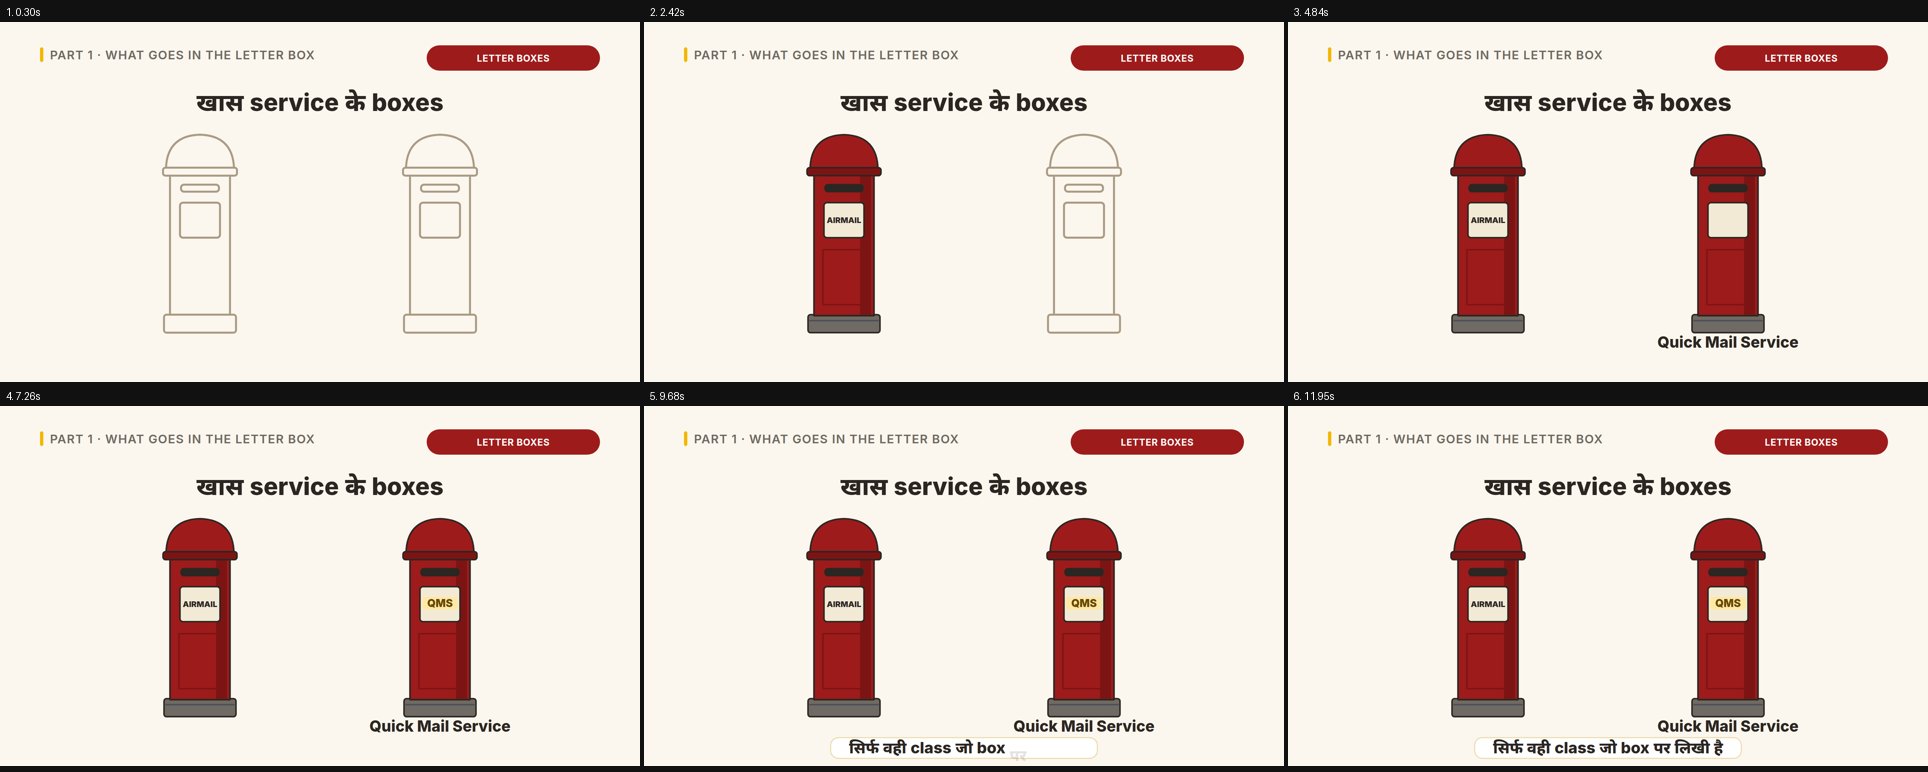 1. 0.30s
PART 1 · WHAT GOES IN THE LETTER BOX
LETTER BOXES
खास service के boxes
2. 2.42s
PART 1 · WHAT GOES IN THE LETTER BOX
LETTER BOXES
खास service के boxes
AIRMAIL
3. 4.84s
PART 1 · WHAT GOES IN THE LETTER BOX
LETTER BOXES
खास service के boxes
AIRMAIL
Quick Mail Service
4. 7.26s
PART 1 · WHAT GOES IN THE LETTER BOX
LETTER BOXES
खास service के boxes
AIRMAIL
QMS
Quick Mail Service
5. 9.68s
PART 1 · WHAT GOES IN THE LETTER BOX
LETTER BOXES
खास service के boxes
AIRMAIL
QMS
Quick Mail Service
सिर्फ वही class जो box पर
6. 11.95s
PART 1 · WHAT GOES IN THE LETTER BOX
LETTER BOXES
खास service के boxes
AIRMAIL
QMS
Quick Mail Service
सिर्फ वही class जो box पर लिखी है